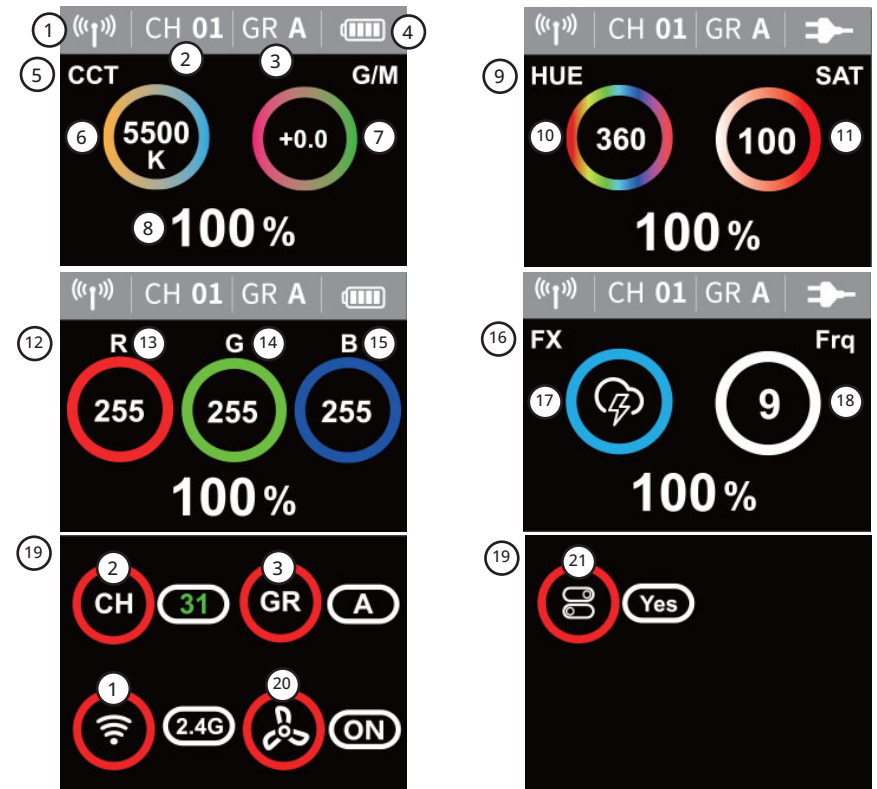 1 CH 01 GR A 4
2 3
5 CCT G/M
6 5500 K +0.0 7
8 100 %
CH 01 GR A
9 HUE SAT
10 360 100 11
100 %
CH 01 GR A
12 R 13 G 14 B 15
255 255 255
100 %
CH 01 GR A
16 FX Frq
17 9 18
100 %
19
2 3
CH 31 GR A
1 20
2.4G ON
19 21
Yes